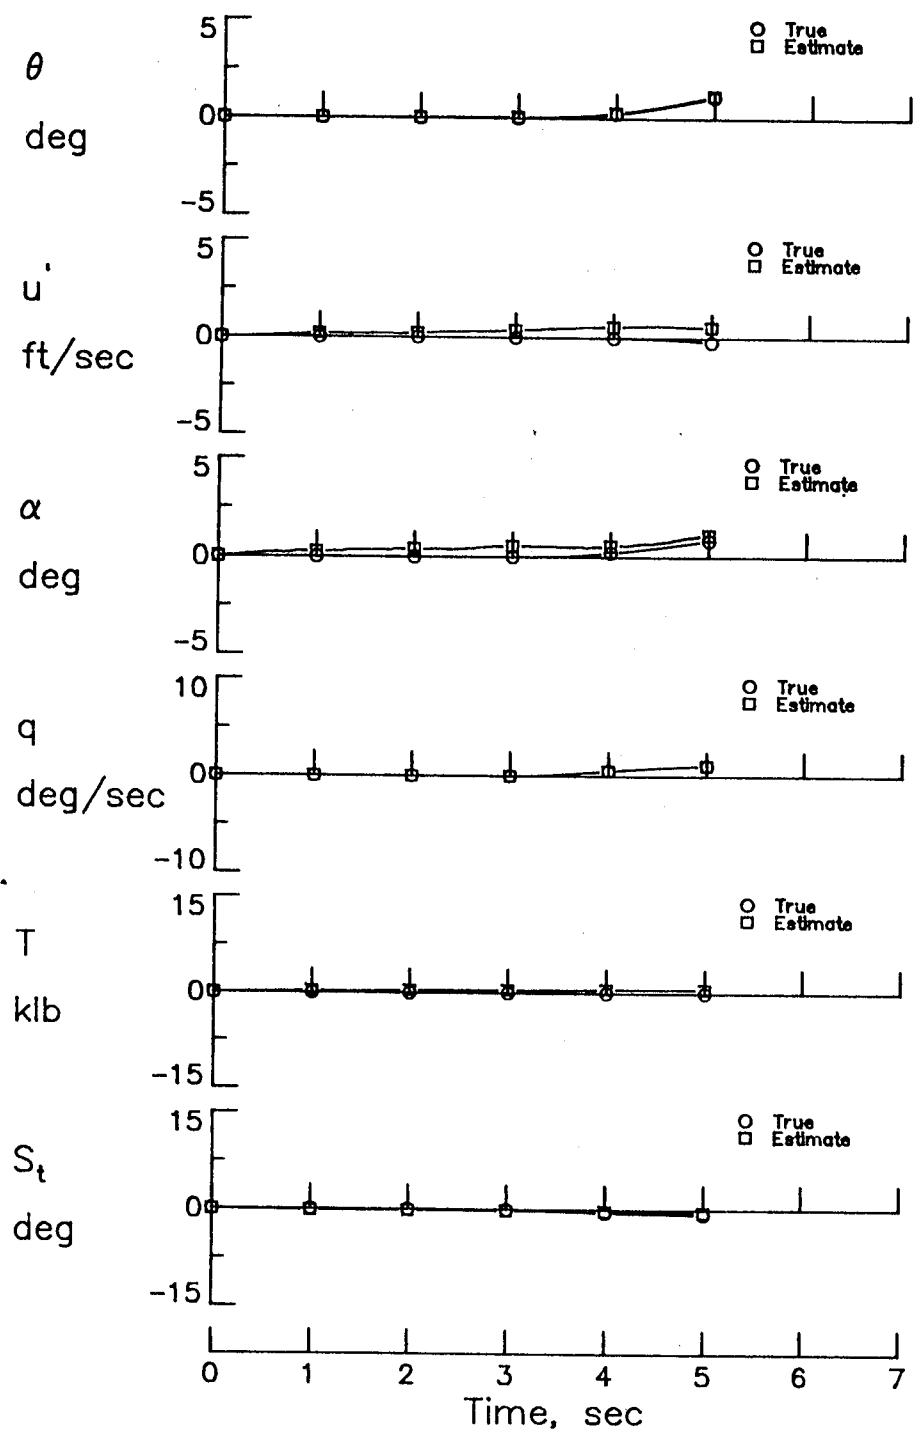 5
θ
0
deg
-5
○ True
□ Estimate
5
u'
0
ft/sec
-5
○ True
□ Estimate
5
α
0
deg
-5
○ True
□ Estimate
10
q
0
deg/sec
-10
○ True
□ Estimate
15
T
0
klb
-15
○ True
□ Estimate
15
S_t
0
deg
-15
○ True
□ Estimate
0 1 2 3 4 5 6 7
Time, sec